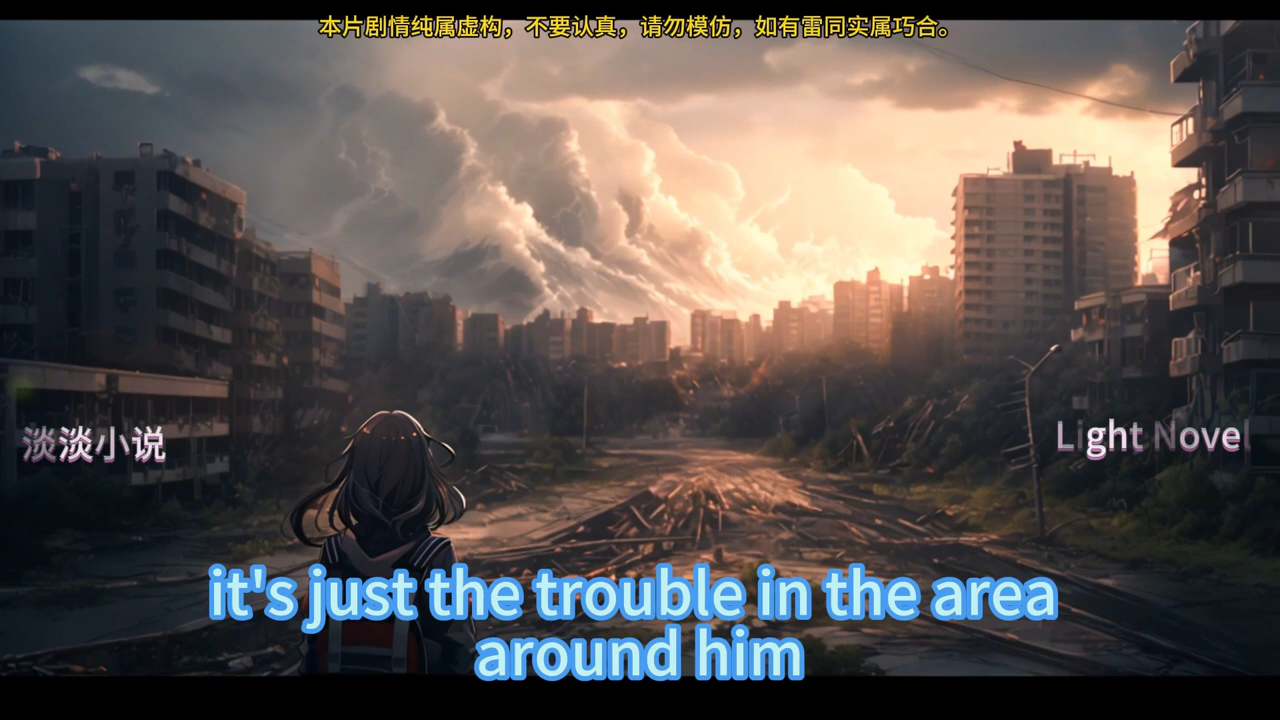 本片剧情纯属虚构，不要认真，请勿模仿，如有雷同实属巧合。
淡淡小说
Light Novel
it's just the trouble in the area
around him